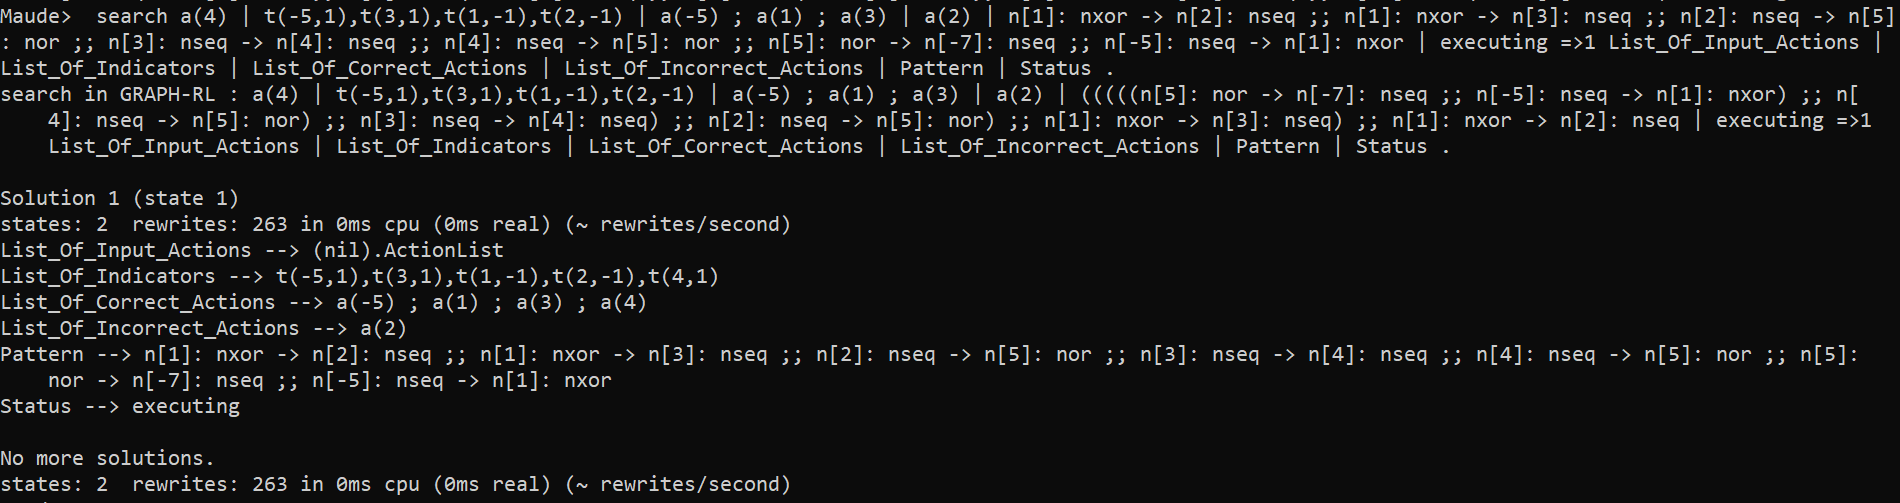 Maude>  search a(4) | t(-5,1),t(3,1),t(1,-1),t(2,-1) | a(-5) ; a(1) ; a(3) | a(2) | n[1]: nxor -> n[2]: nseq ;; n[1]: nxor -> n[3]: nseq ;; n[2]: nseq -> n[5]
: nor ;; n[3]: nseq -> n[4]: nseq ;; n[4]: nseq -> n[5]: nor ;; n[5]: nor -> n[-7]: nseq ;; n[-5]: nseq -> n[1]: nxor | executing =>1 List_Of_Input_Actions |
List_Of_Indicators | List_Of_Correct_Actions | List_Of_Incorrect_Actions | Pattern | Status .
search in GRAPH-RL : a(4) | t(-5,1),t(3,1),t(1,-1),t(2,-1) | a(-5) ; a(1) ; a(3) | a(2) | (((((n[5]: nor -> n[-7]: nseq ;; n[-5]: nseq -> n[1]: nxor) ;; n[
4]: nseq -> n[5]: nor) ;; n[3]: nseq -> n[4]: nseq) ;; n[2]: nseq -> n[5]: nor) ;; n[1]: nxor -> n[3]: nseq) ;; n[1]: nxor -> n[2]: nseq | executing =>1
List_Of_Input_Actions | List_Of_Indicators | List_Of_Correct_Actions | List_Of_Incorrect_Actions | Pattern | Status .
Solution 1 (state 1)
states: 2  rewrites: 263 in 0ms cpu (0ms real) (~ rewrites/second)
List_Of_Input_Actions --> (nil).ActionList
List_Of_Indicators --> t(-5,1),t(3,1),t(1,-1),t(2,-1),t(4,1)
List_Of_Correct_Actions --> a(-5) ; a(1) ; a(3) ; a(4)
List_Of_Incorrect_Actions --> a(2)
Pattern --> n[1]: nxor -> n[2]: nseq ;; n[1]: nxor -> n[3]: nseq ;; n[2]: nseq -> n[5]: nor ;; n[3]: nseq -> n[4]: nseq ;; n[4]: nseq -> n[5]: nor ;; n[5]:
nor -> n[-7]: nseq ;; n[-5]: nseq -> n[1]: nxor
Status --> executing
No more solutions.
states: 2  rewrites: 263 in 0ms cpu (0ms real) (~ rewrites/second)